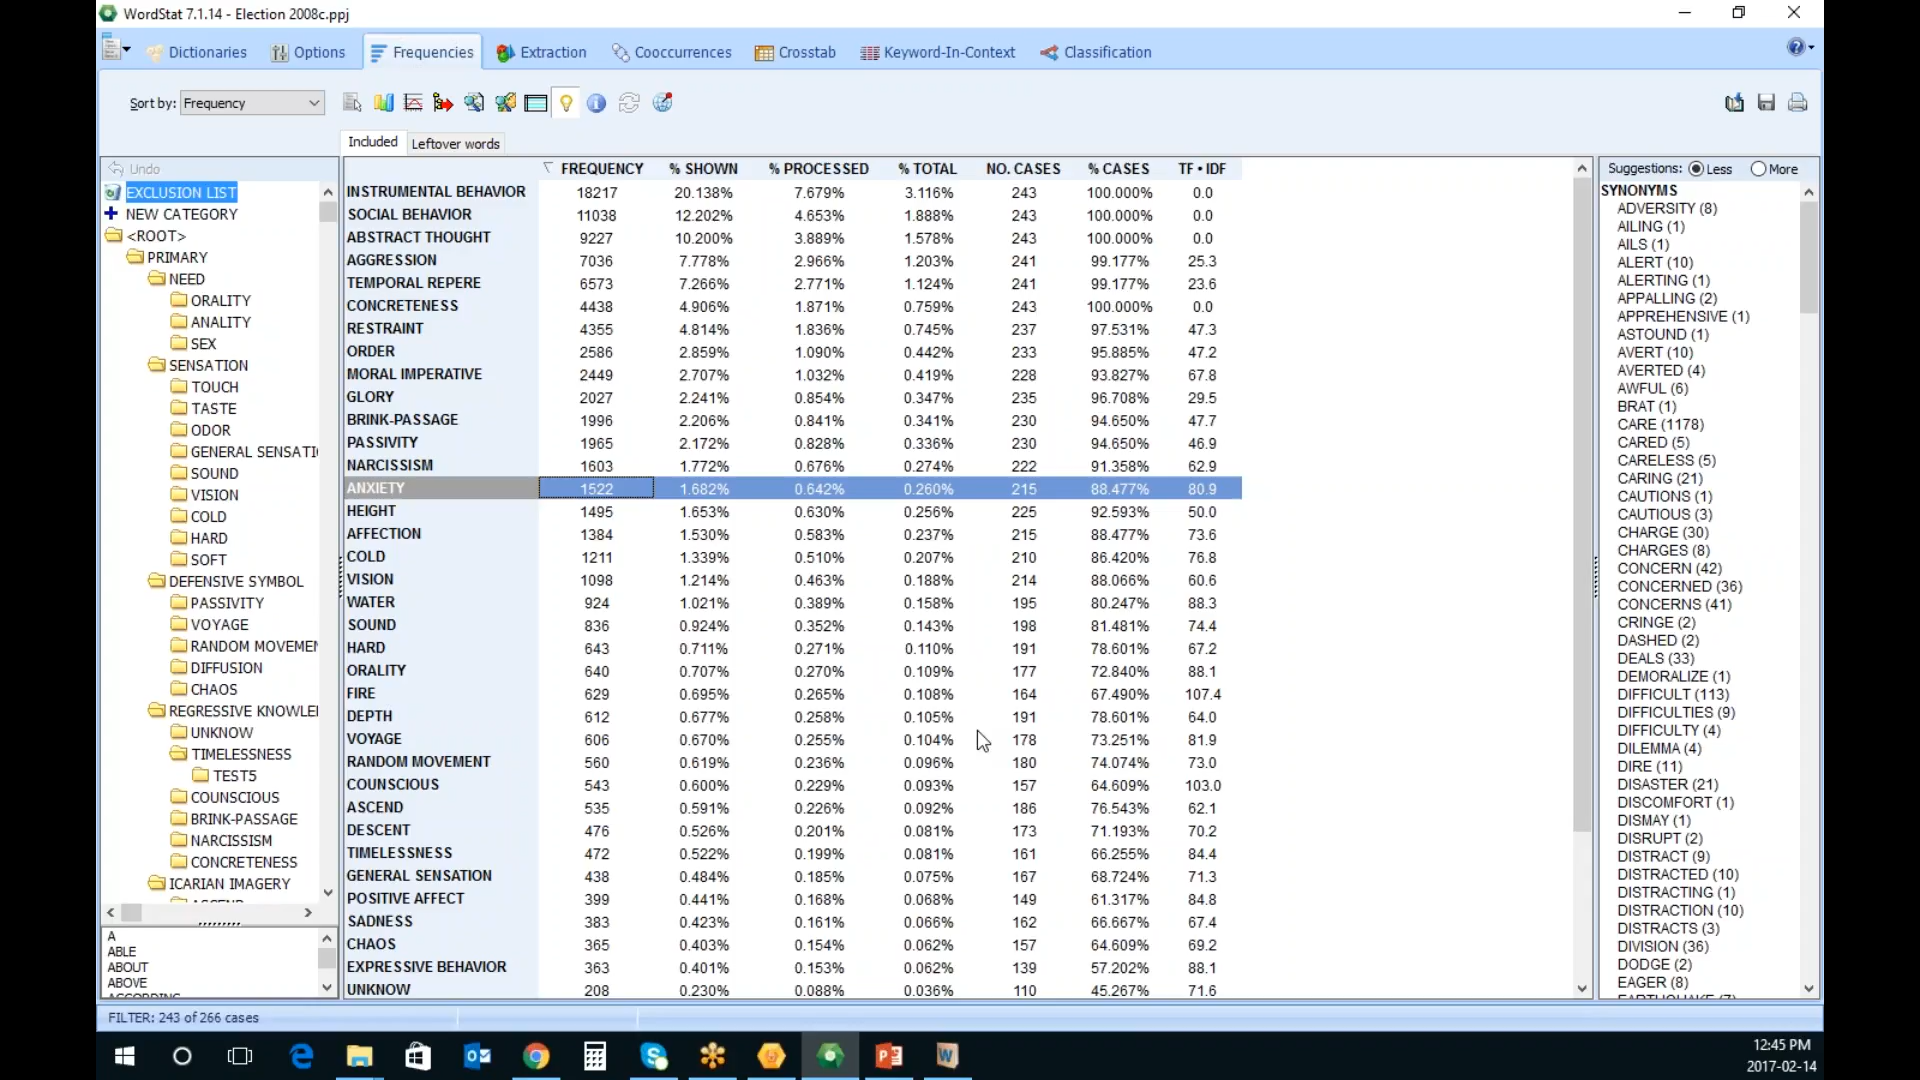 WordStat 7.1.14 - Election 2008c.ppj
Dictionaries Options Frequencies Extraction Cooccurrences Crosstab Keyword-In-Context Classification
Sort by: Frequency
Included Leftover words
Undo
EXCLUSION LIST
NEW CATEGORY
<ROOT>
PRIMARY
NEED
ORALITY
ANALITY
SEX
SENSATION
TOUCH
TASTE
ODOR
GENERAL SENSATI
SOUND
VISION
COLD
HARD
SOFT
DEFENSIVE SYMBOL
PASSIVITY
VOYAGE
RANDOM MOVEMEN
DIFFUSION
CHAOS
REGRESSIVE KNOWLE
UNKNOW
TIMELESSNESS
TEST5
COUNSCIOUS
BRINK-PASSAGE
NARCISSISM
CONCRETENESS
ICARIAN IMAGERY
ASCEND
A
ABLE
ABOUT
ABOVE
ACCORDING
FREQUENCY % SHOWN % PROCESSED % TOTAL NO. CASES % CASES TF • IDF
INSTRUMENTAL BEHAVIOR 18217 20.138% 7.679% 3.116% 243 100.000% 0.0
SOCIAL BEHAVIOR 11038 12.202% 4.653% 1.888% 243 100.000% 0.0
ABSTRACT THOUGHT 9227 10.200% 3.889% 1.578% 243 100.000% 0.0
AGGRESSION 7036 7.778% 2.966% 1.203% 241 99.177% 25.3
TEMPORAL REPERE 6573 7.266% 2.771% 1.124% 241 99.177% 23.6
CONCRETENESS 4438 4.906% 1.871% 0.759% 243 100.000% 0.0
RESTRAINT 4355 4.814% 1.836% 0.745% 237 97.531% 47.3
ORDER 2586 2.859% 1.090% 0.442% 233 95.885% 47.2
MORAL IMPERATIVE 2449 2.707% 1.032% 0.419% 228 93.827% 67.8
GLORY 2027 2.241% 0.854% 0.347% 235 96.708% 29.5
BRINK-PASSAGE 1996 2.206% 0.841% 0.341% 230 94.650% 47.7
PASSIVITY 1965 2.172% 0.828% 0.336% 230 94.650% 46.9
NARCISSISM 1603 1.772% 0.676% 0.274% 222 91.358% 62.9
ANXIETY 1522 1.682% 0.642% 0.260% 215 88.477% 80.9
HEIGHT 1495 1.653% 0.630% 0.256% 225 92.593% 50.0
AFFECTION 1384 1.530% 0.583% 0.237% 215 88.477% 73.6
COLD 1211 1.339% 0.510% 0.207% 210 86.420% 76.8
VISION 1098 1.214% 0.463% 0.188% 214 88.066% 60.6
WATER 924 1.021% 0.389% 0.158% 195 80.247% 88.3
SOUND 836 0.924% 0.352% 0.143% 198 81.481% 74.4
HARD 643 0.711% 0.271% 0.110% 191 78.601% 67.2
ORALITY 640 0.707% 0.270% 0.109% 177 72.840% 88.1
FIRE 629 0.695% 0.265% 0.108% 164 67.490% 107.4
DEPTH 612 0.677% 0.258% 0.105% 191 78.601% 64.0
VOYAGE 606 0.670% 0.255% 0.104% 178 73.251% 81.9
RANDOM MOVEMENT 560 0.619% 0.236% 0.096% 180 74.074% 73.0
COUNSCIOUS 543 0.600% 0.229% 0.093% 157 64.609% 103.0
ASCEND 535 0.591% 0.226% 0.092% 186 76.543% 62.1
DESCENT 476 0.526% 0.201% 0.081% 173 71.193% 70.2
TIMELESSNESS 472 0.522% 0.199% 0.081% 161 66.255% 84.4
GENERAL SENSATION 438 0.484% 0.185% 0.075% 167 68.724% 71.3
POSITIVE AFFECT 399 0.441% 0.168% 0.068% 149 61.317% 84.8
SADNESS 383 0.423% 0.161% 0.066% 162 66.667% 67.4
CHAOS 365 0.403% 0.154% 0.062% 157 64.609% 69.2
EXPRESSIVE BEHAVIOR 363 0.401% 0.153% 0.062% 139 57.202% 88.1
UNKNOW 208 0.230% 0.088% 0.036% 110 45.267% 71.6
Suggestions: Less More
SYNONYMS
ADVERSITY (8)
AILING (1)
AILS (1)
ALERT (10)
ALERTING (1)
APPALLING (2)
APPREHENSIVE (1)
ASTOUND (1)
AVERT (10)
AVERTED (4)
AWFUL (6)
BRAT (1)
CARE (1178)
CARED (5)
CARELESS (5)
CARING (21)
CAUTIONS (1)
CAUTIOUS (3)
CHARGE (30)
CHARGES (8)
CONCERN (42)
CONCERNED (36)
CONCERNS (41)
CRINGE (2)
DASHED (2)
DEALS (33)
DEMORALIZE (1)
DIFFICULT (113)
DIFFICULTIES (9)
DIFFICULTY (4)
DILEMMA (4)
DIRE (11)
DISASTER (21)
DISCOMFORT (1)
DISMAY (1)
DISRUPT (2)
DISTRACT (9)
DISTRACTED (10)
DISTRACTING (1)
DISTRACTION (10)
DISTRACTS (3)
DIVISION (36)
DODGE (2)
EAGER (8)
EARTHQUAKE (7)
FILTER: 243 of 266 cases
12:45 PM
2017-02-14